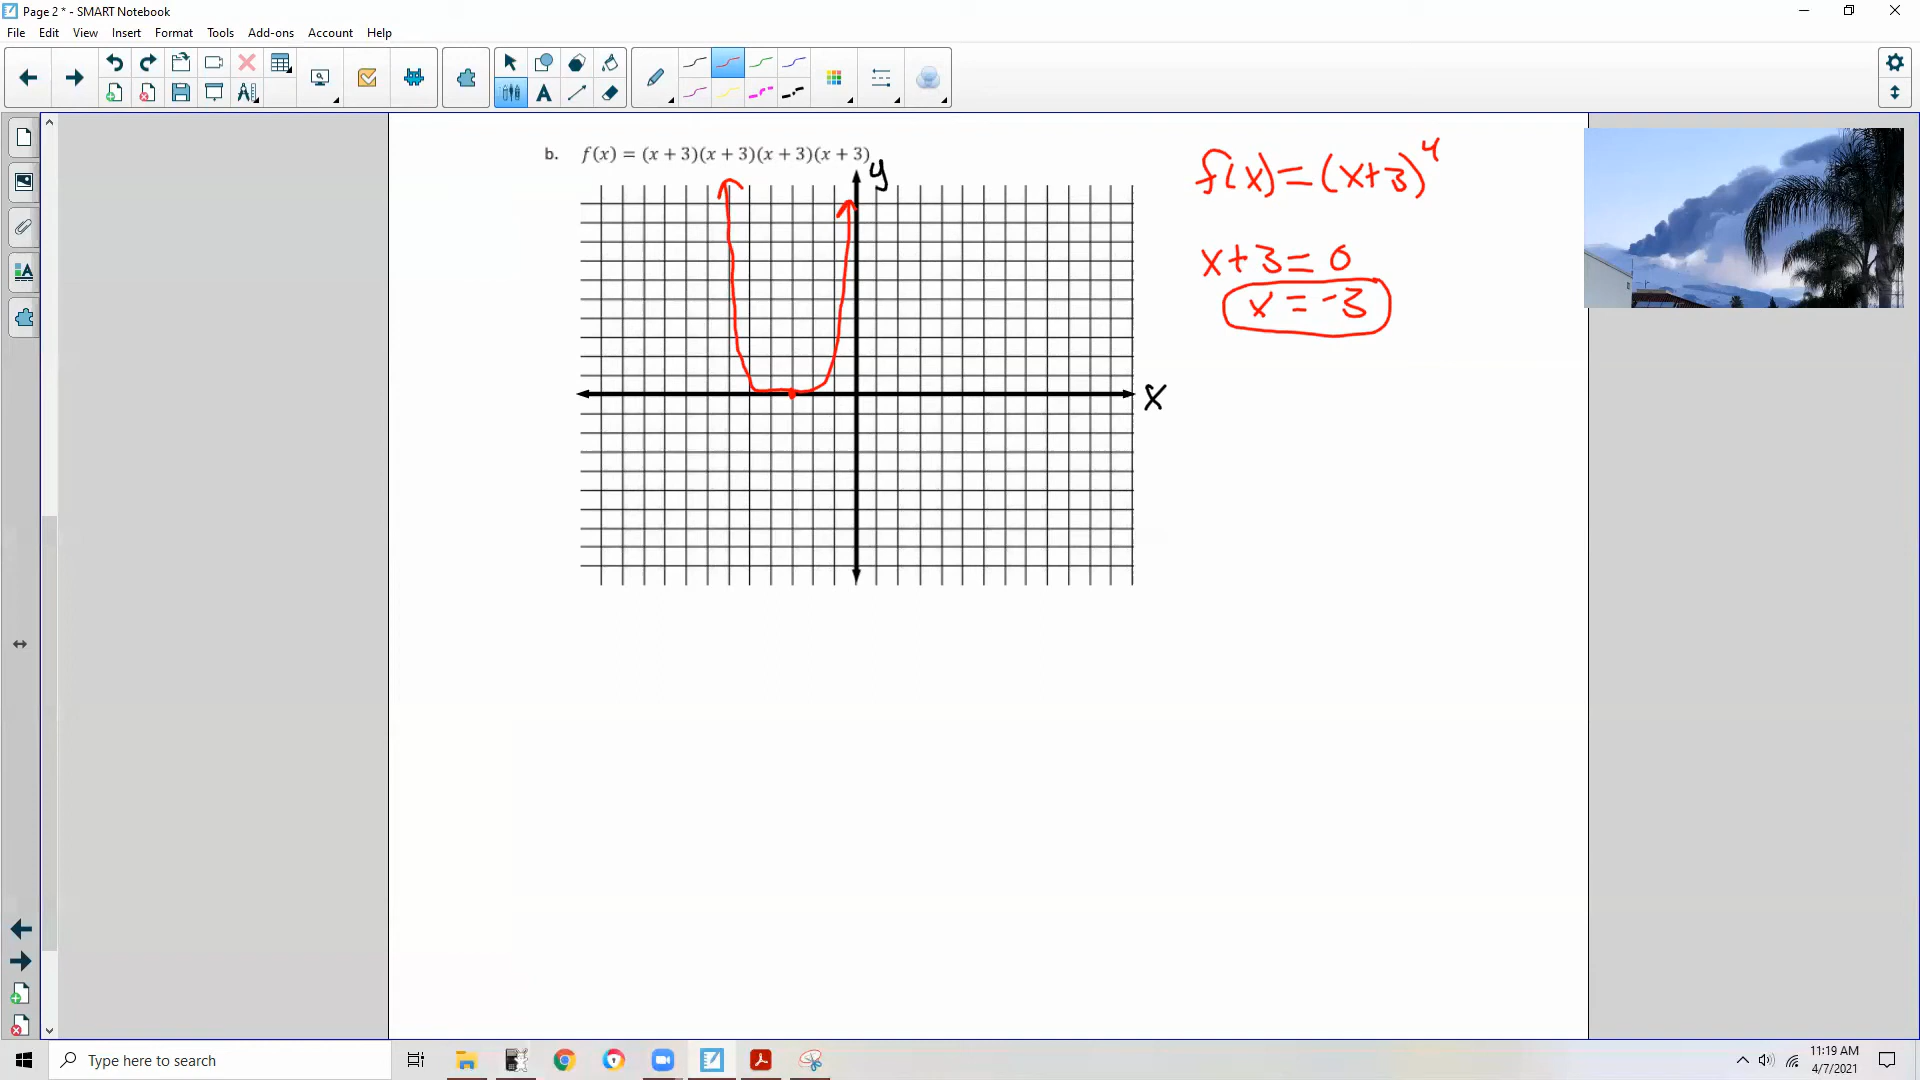 Page 2 * - SMART Notebook
File Edit View Insert Format Tools Add-ons Account Help
b. f(x) = (x + 3)(x + 3)(x + 3)(x + 3)
y
x
f(x) = (x+3)⁴
x+3 = 0
x = -3
Type here to search
11:19 AM
4/7/2021